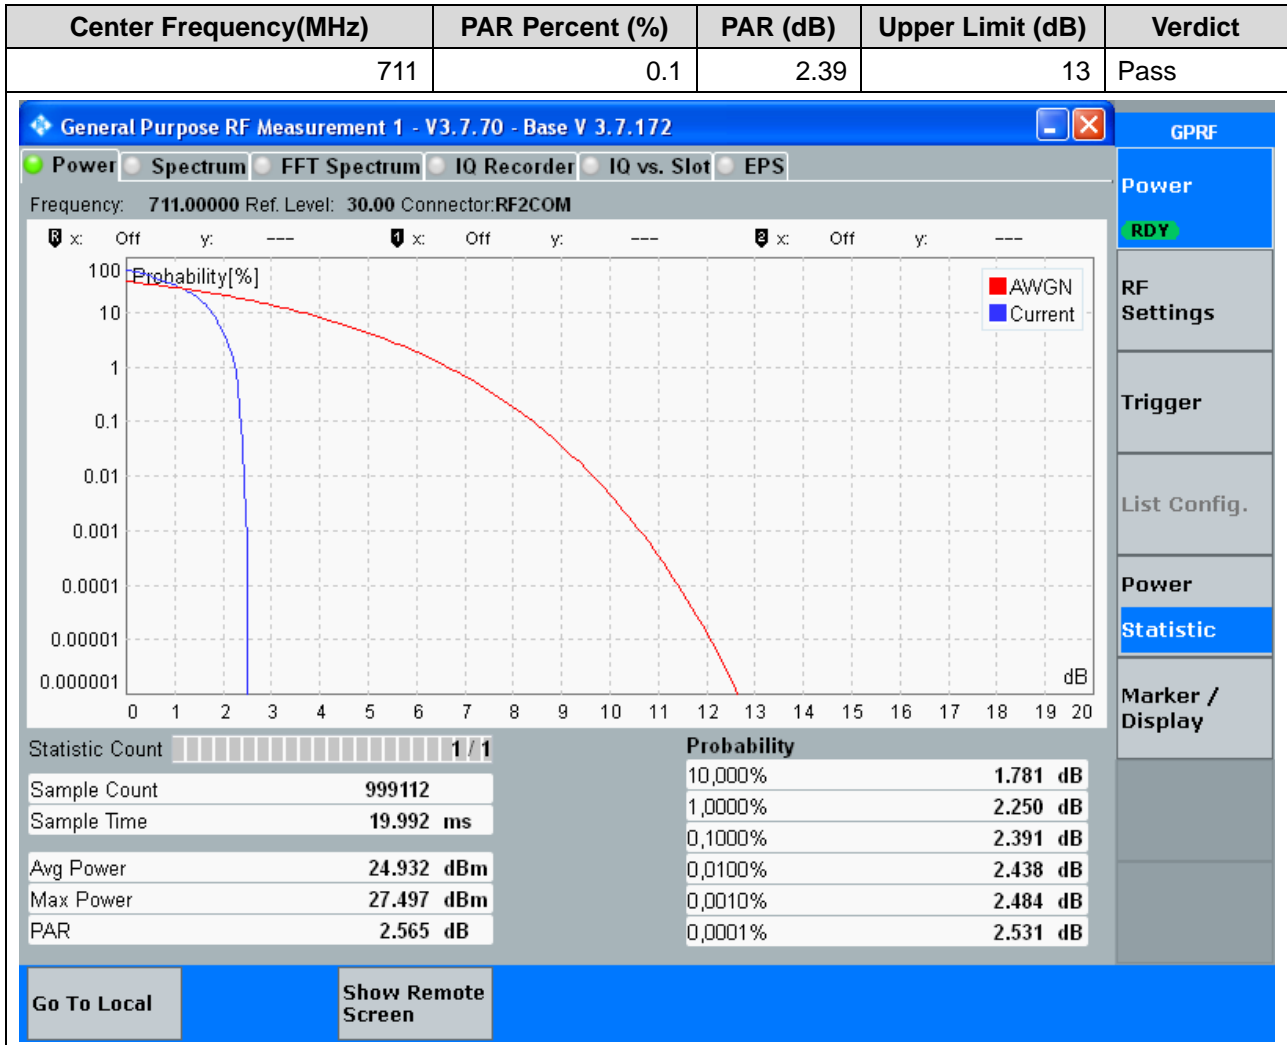 Center Frequency(MHz) PAR Percent (%) PAR (dB) Upper Limit (dB) Verdict
711 0.1 2.39 13 Pass
General Purpose RF Measurement 1 - V3.7.70 - Base V 3.7.172
GPRF
Power Spectrum FFT Spectrum IQ Recorder IQ vs. Slot EPS
Frequency: 711.00000 Ref. Level: 30.00 Connector:RF2COM
R x: Off y: --- 1 x: Off y: --- 2 x: Off y: ---
Probability[%]
AWGN
Current
100
10
1
0.1
0.01
0.001
0.0001
0.00001
0.000001
dB
0 1 2 3 4 5 6 7 8 9 10 11 12 13 14 15 16 17 18 19 20
Statistic Count 1 / 1
Sample Count 999112
Sample Time 19.992 ms
Avg Power 24.932 dBm
Max Power 27.497 dBm
PAR 2.565 dB
Probability
10,000% 1.781 dB
1,0000% 2.250 dB
0,1000% 2.391 dB
0,0100% 2.438 dB
0,0010% 2.484 dB
0,0001% 2.531 dB
Power
RDY
RF
Settings
Trigger
List Config.
Power
Statistic
Marker /
Display
Go To Local
Show Remote
Screen